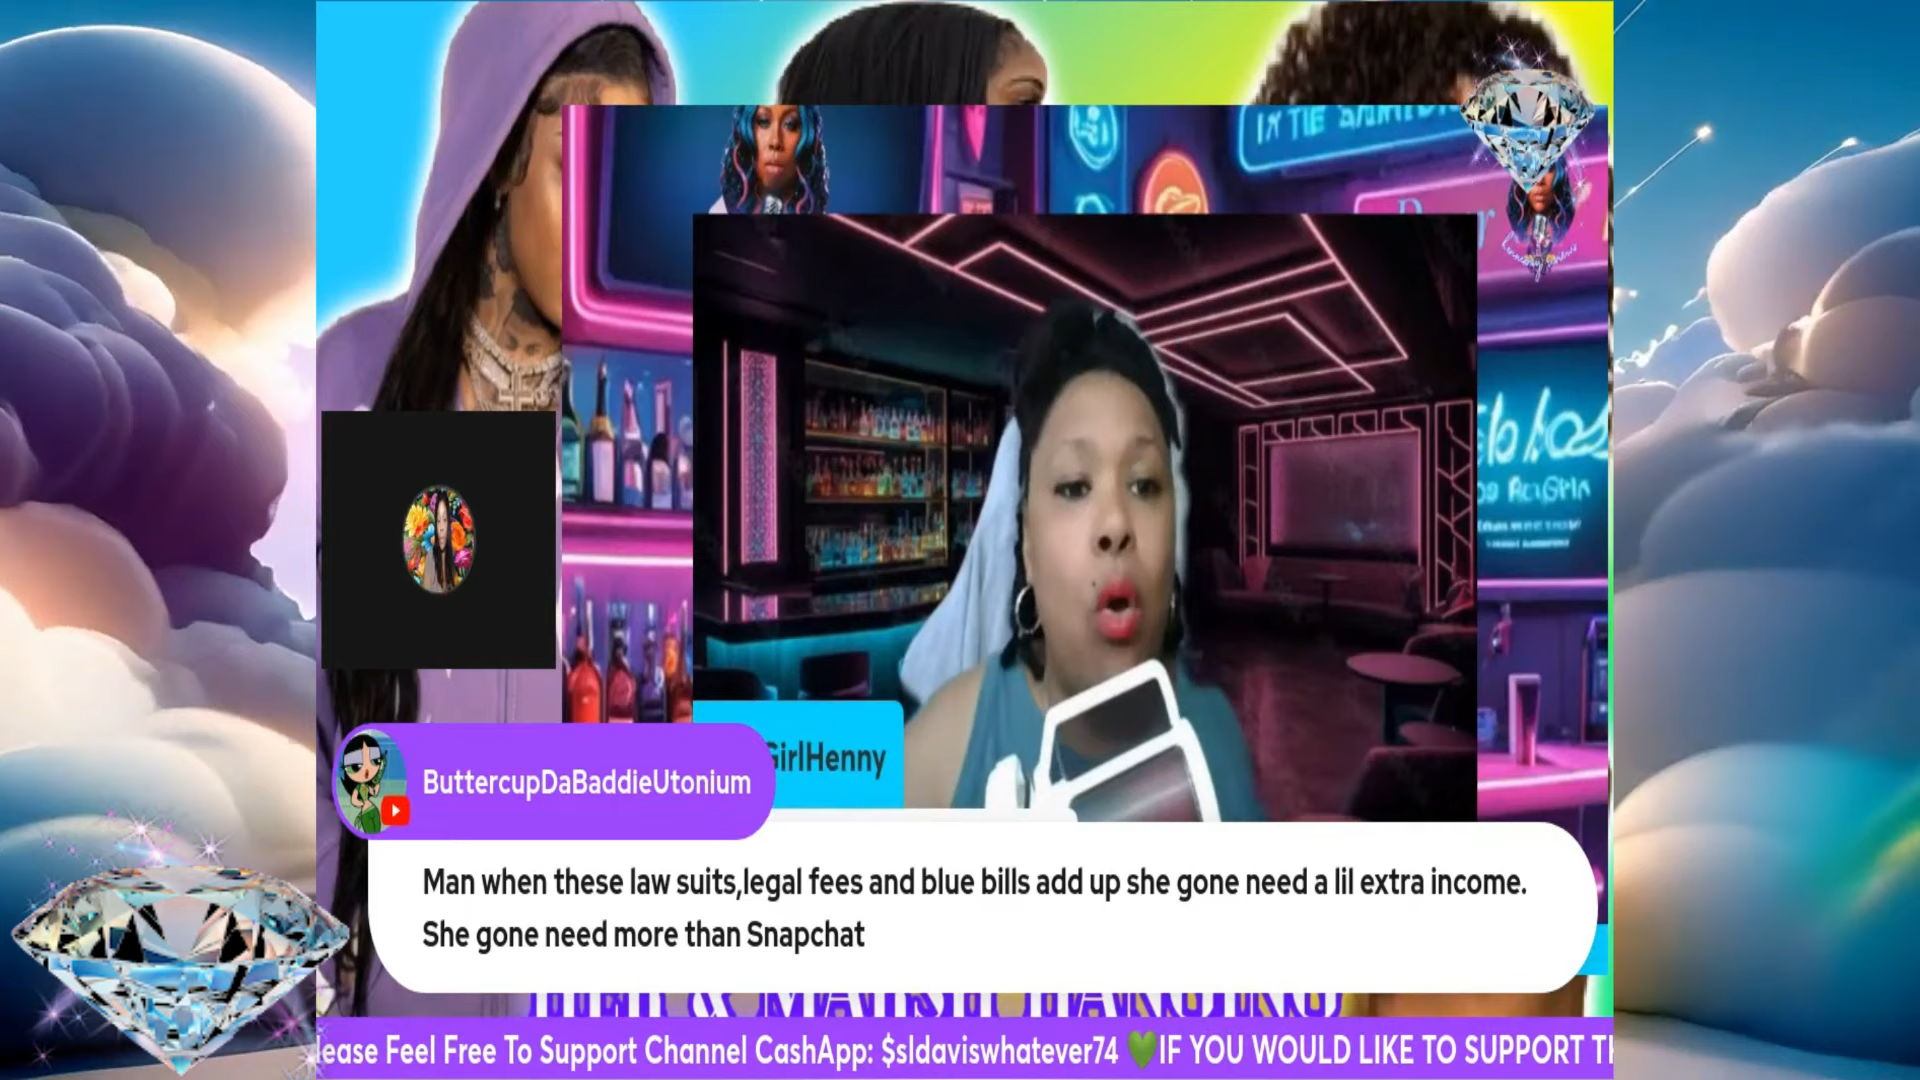 GirlHenny
ButtercupDaBaddieUtonium
Man when these law suits,legal fees and blue bills add up she gone need a lil extra income.
She gone need more than Snapchat
lease Feel Free To Support Channel CashApp: $sldaviswhatever74 💚IF YOU WOULD LIKE TO SUPPORT TH